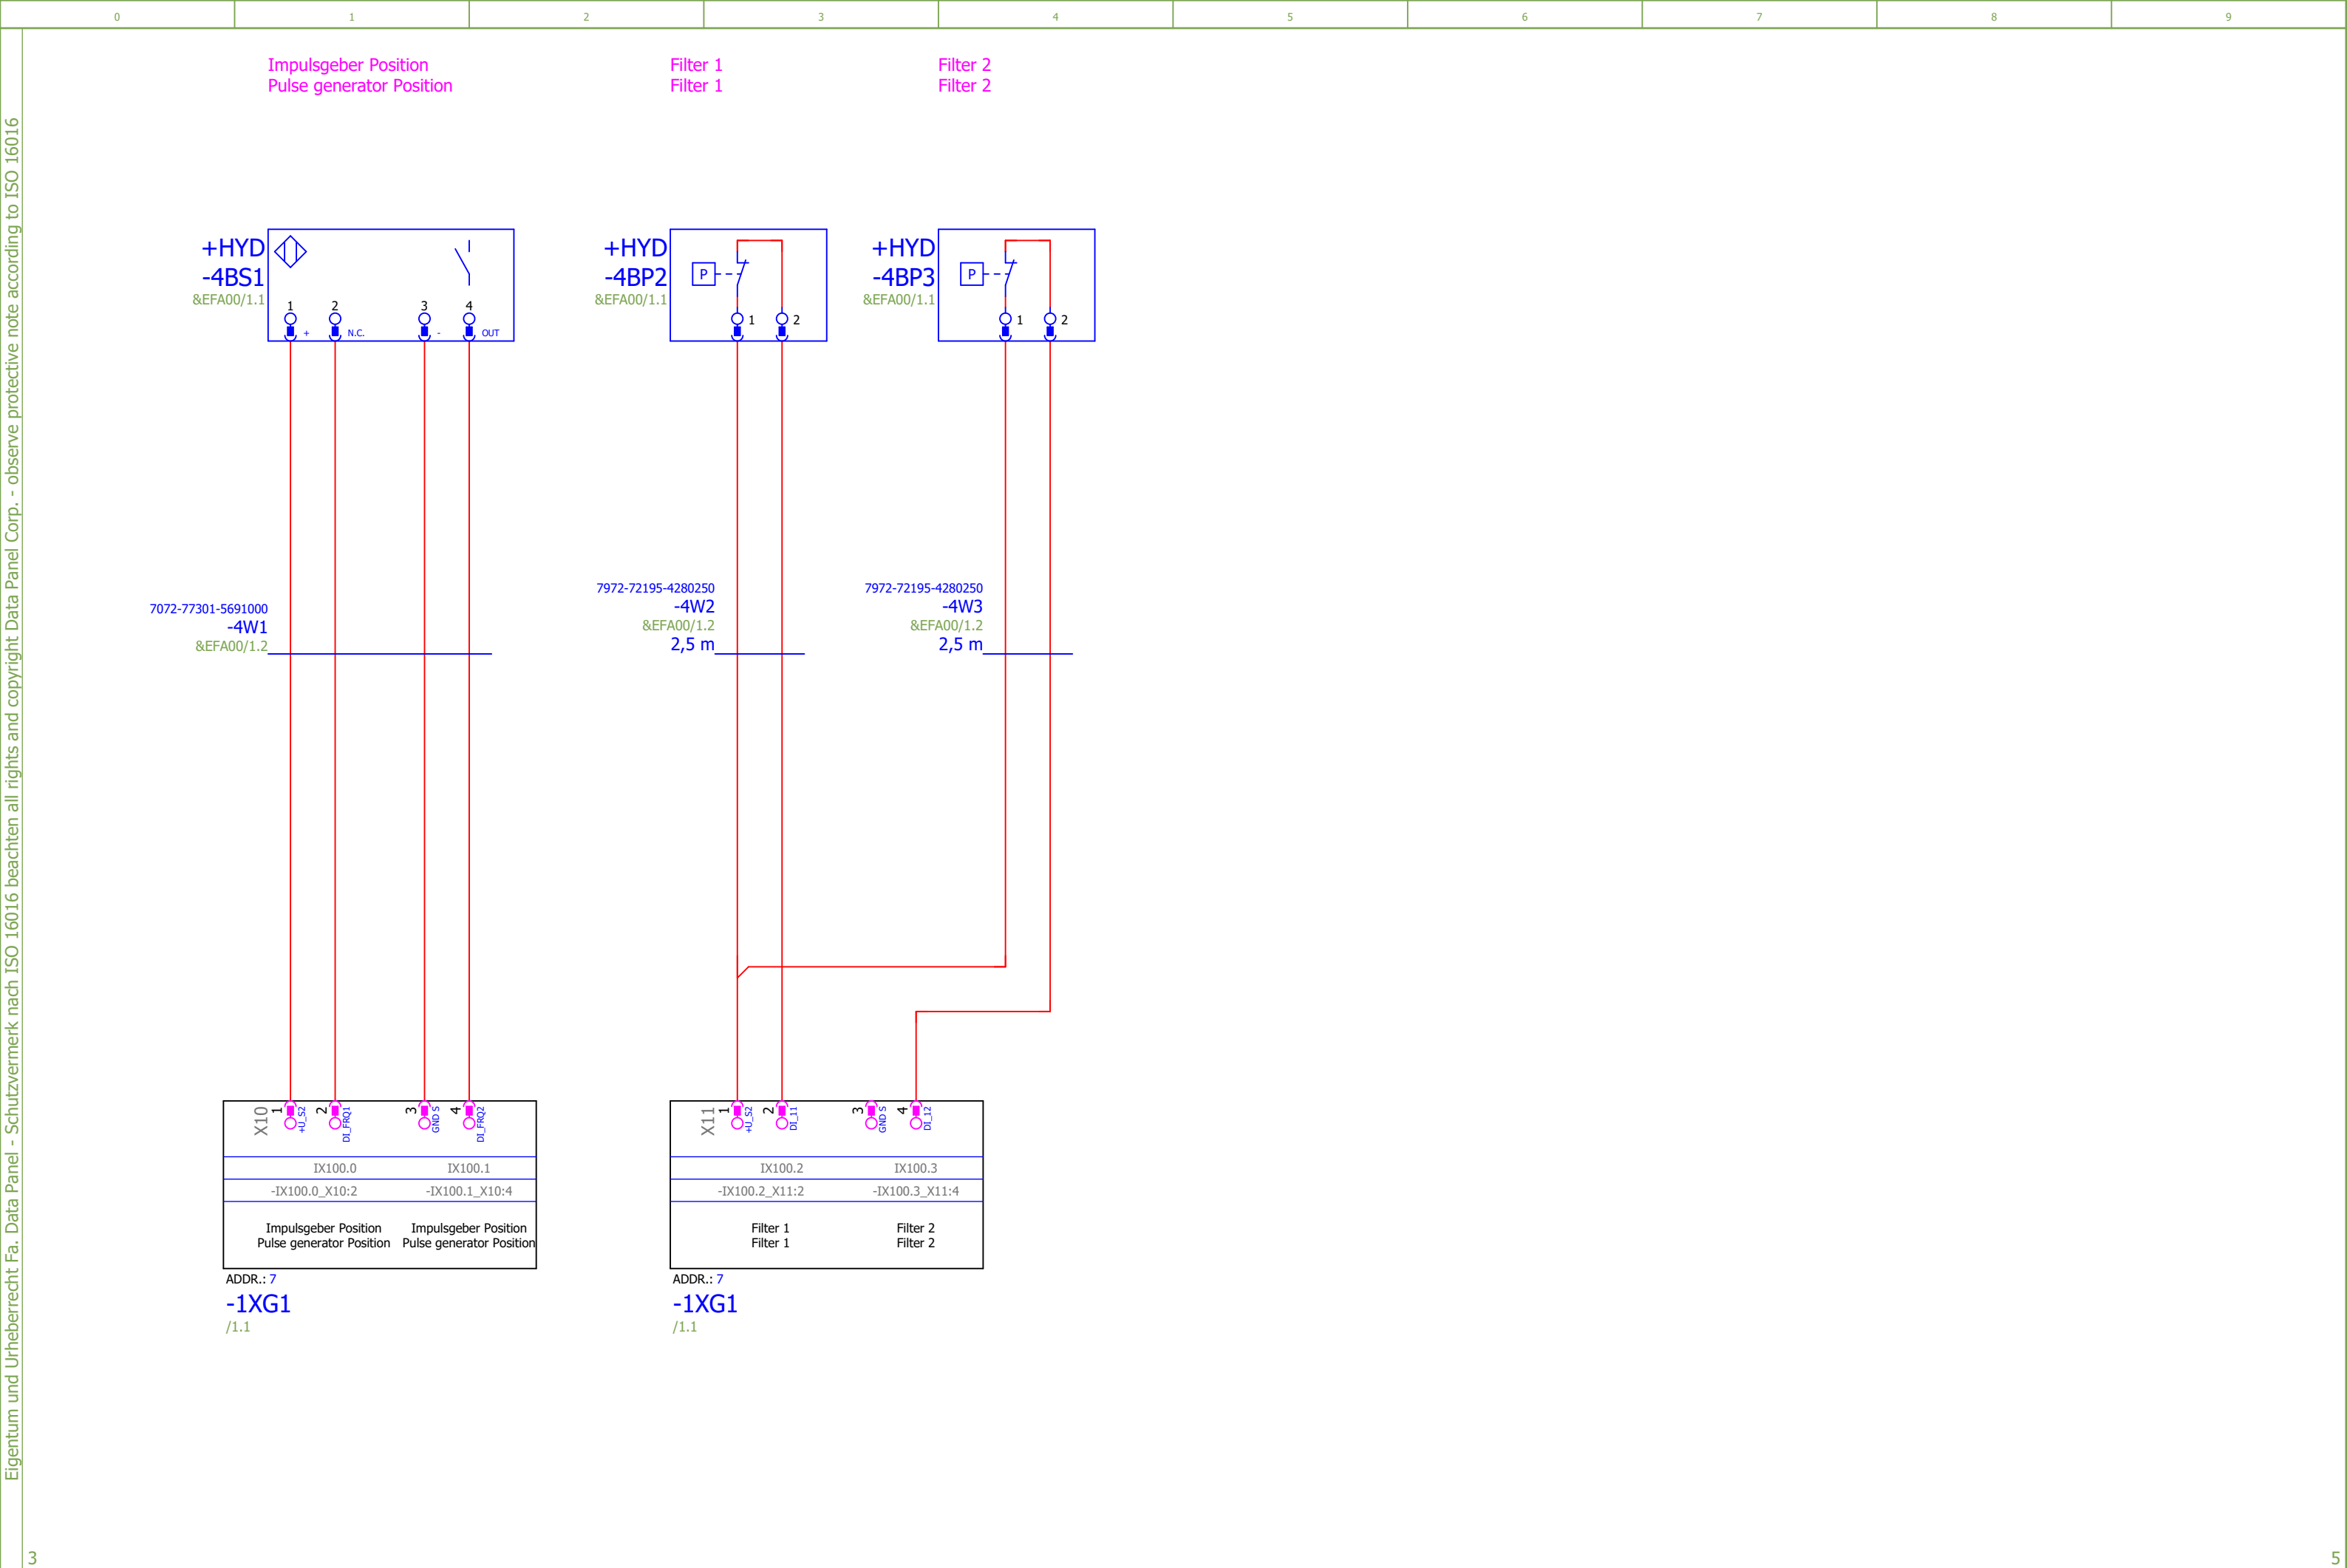 0 1 2 3 4 5 6 7 8 9
Impulsgeber Position
Pulse generator Position
Filter 1
Filter 1
Filter 2
Filter 2
Eigentum und Urheberrecht Fa. Data Panel - Schutzvermerk nach ISO 16016 beachten all rights and copyright Data Panel Corp. - observe protective note according to ISO 16016
+HYD
-4BS1
&EFA00/1.1
1 2 3 4
+ N.C. - OUT
+HYD
-4BP2
&EFA00/1.1
P
1 2
+HYD
-4BP3
&EFA00/1.1
P
1 2
7072-77301-5691000
-4W1
&EFA00/1.2
7972-72195-4280250
-4W2
&EFA00/1.2
2,5 m
7972-72195-4280250
-4W3
&EFA00/1.2
2,5 m
X10
1 +U_S2
2 DI_FRQ1
3 GND S
4 DI_FRQ2
IX100.0 IX100.1
-IX100.0_X10:2 -IX100.1_X10:4
Impulsgeber Position Impulsgeber Position
Pulse generator Position Pulse generator Position
ADDR.: 7
-1XG1
/1.1
X11
1 +U_S2
2 DI_11
3 GND S
4 DI_12
IX100.2 IX100.3
-IX100.2_X11:2 -IX100.3_X11:4
Filter 1 Filter 2
Filter 1 Filter 2
ADDR.: 7
-1XG1
/1.1
3
5